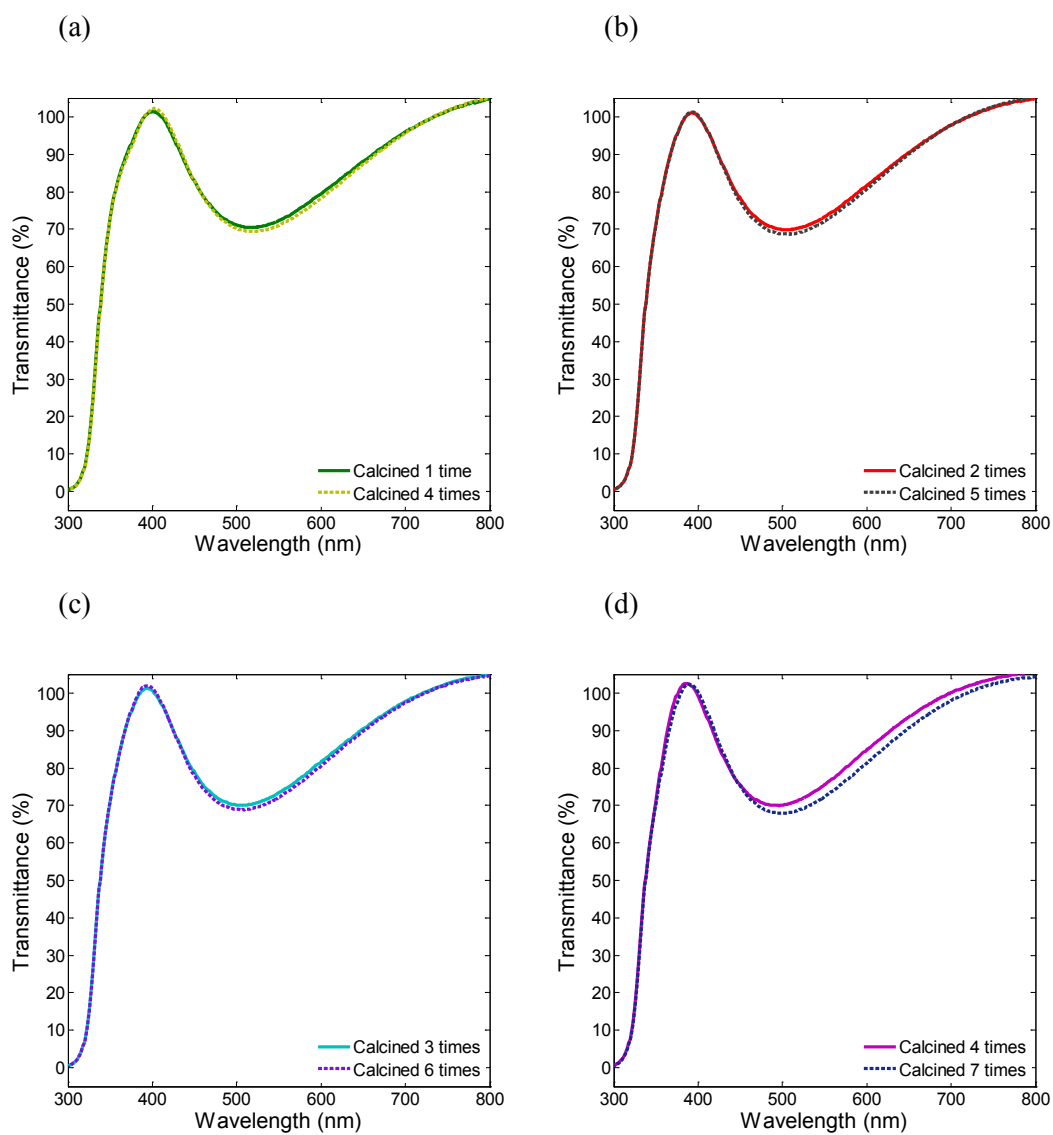 (a)
100
90
80
70
60
50
40
30
20
10
0
Transmittance (%)
Calcined 1 time
Calcined 4 times
300 400 500 600 700 800
Wavelength (nm)
(b)
100
90
80
70
60
50
40
30
20
10
0
Transmittance (%)
Calcined 2 times
Calcined 5 times
300 400 500 600 700 800
Wavelength (nm)
(c)
100
90
80
70
60
50
40
30
20
10
0
Transmittance (%)
Calcined 3 times
Calcined 6 times
300 400 500 600 700 800
Wavelength (nm)
(d)
100
90
80
70
60
50
40
30
20
10
0
Transmittance (%)
Calcined 4 times
Calcined 7 times
300 400 500 600 700 800
Wavelength (nm)